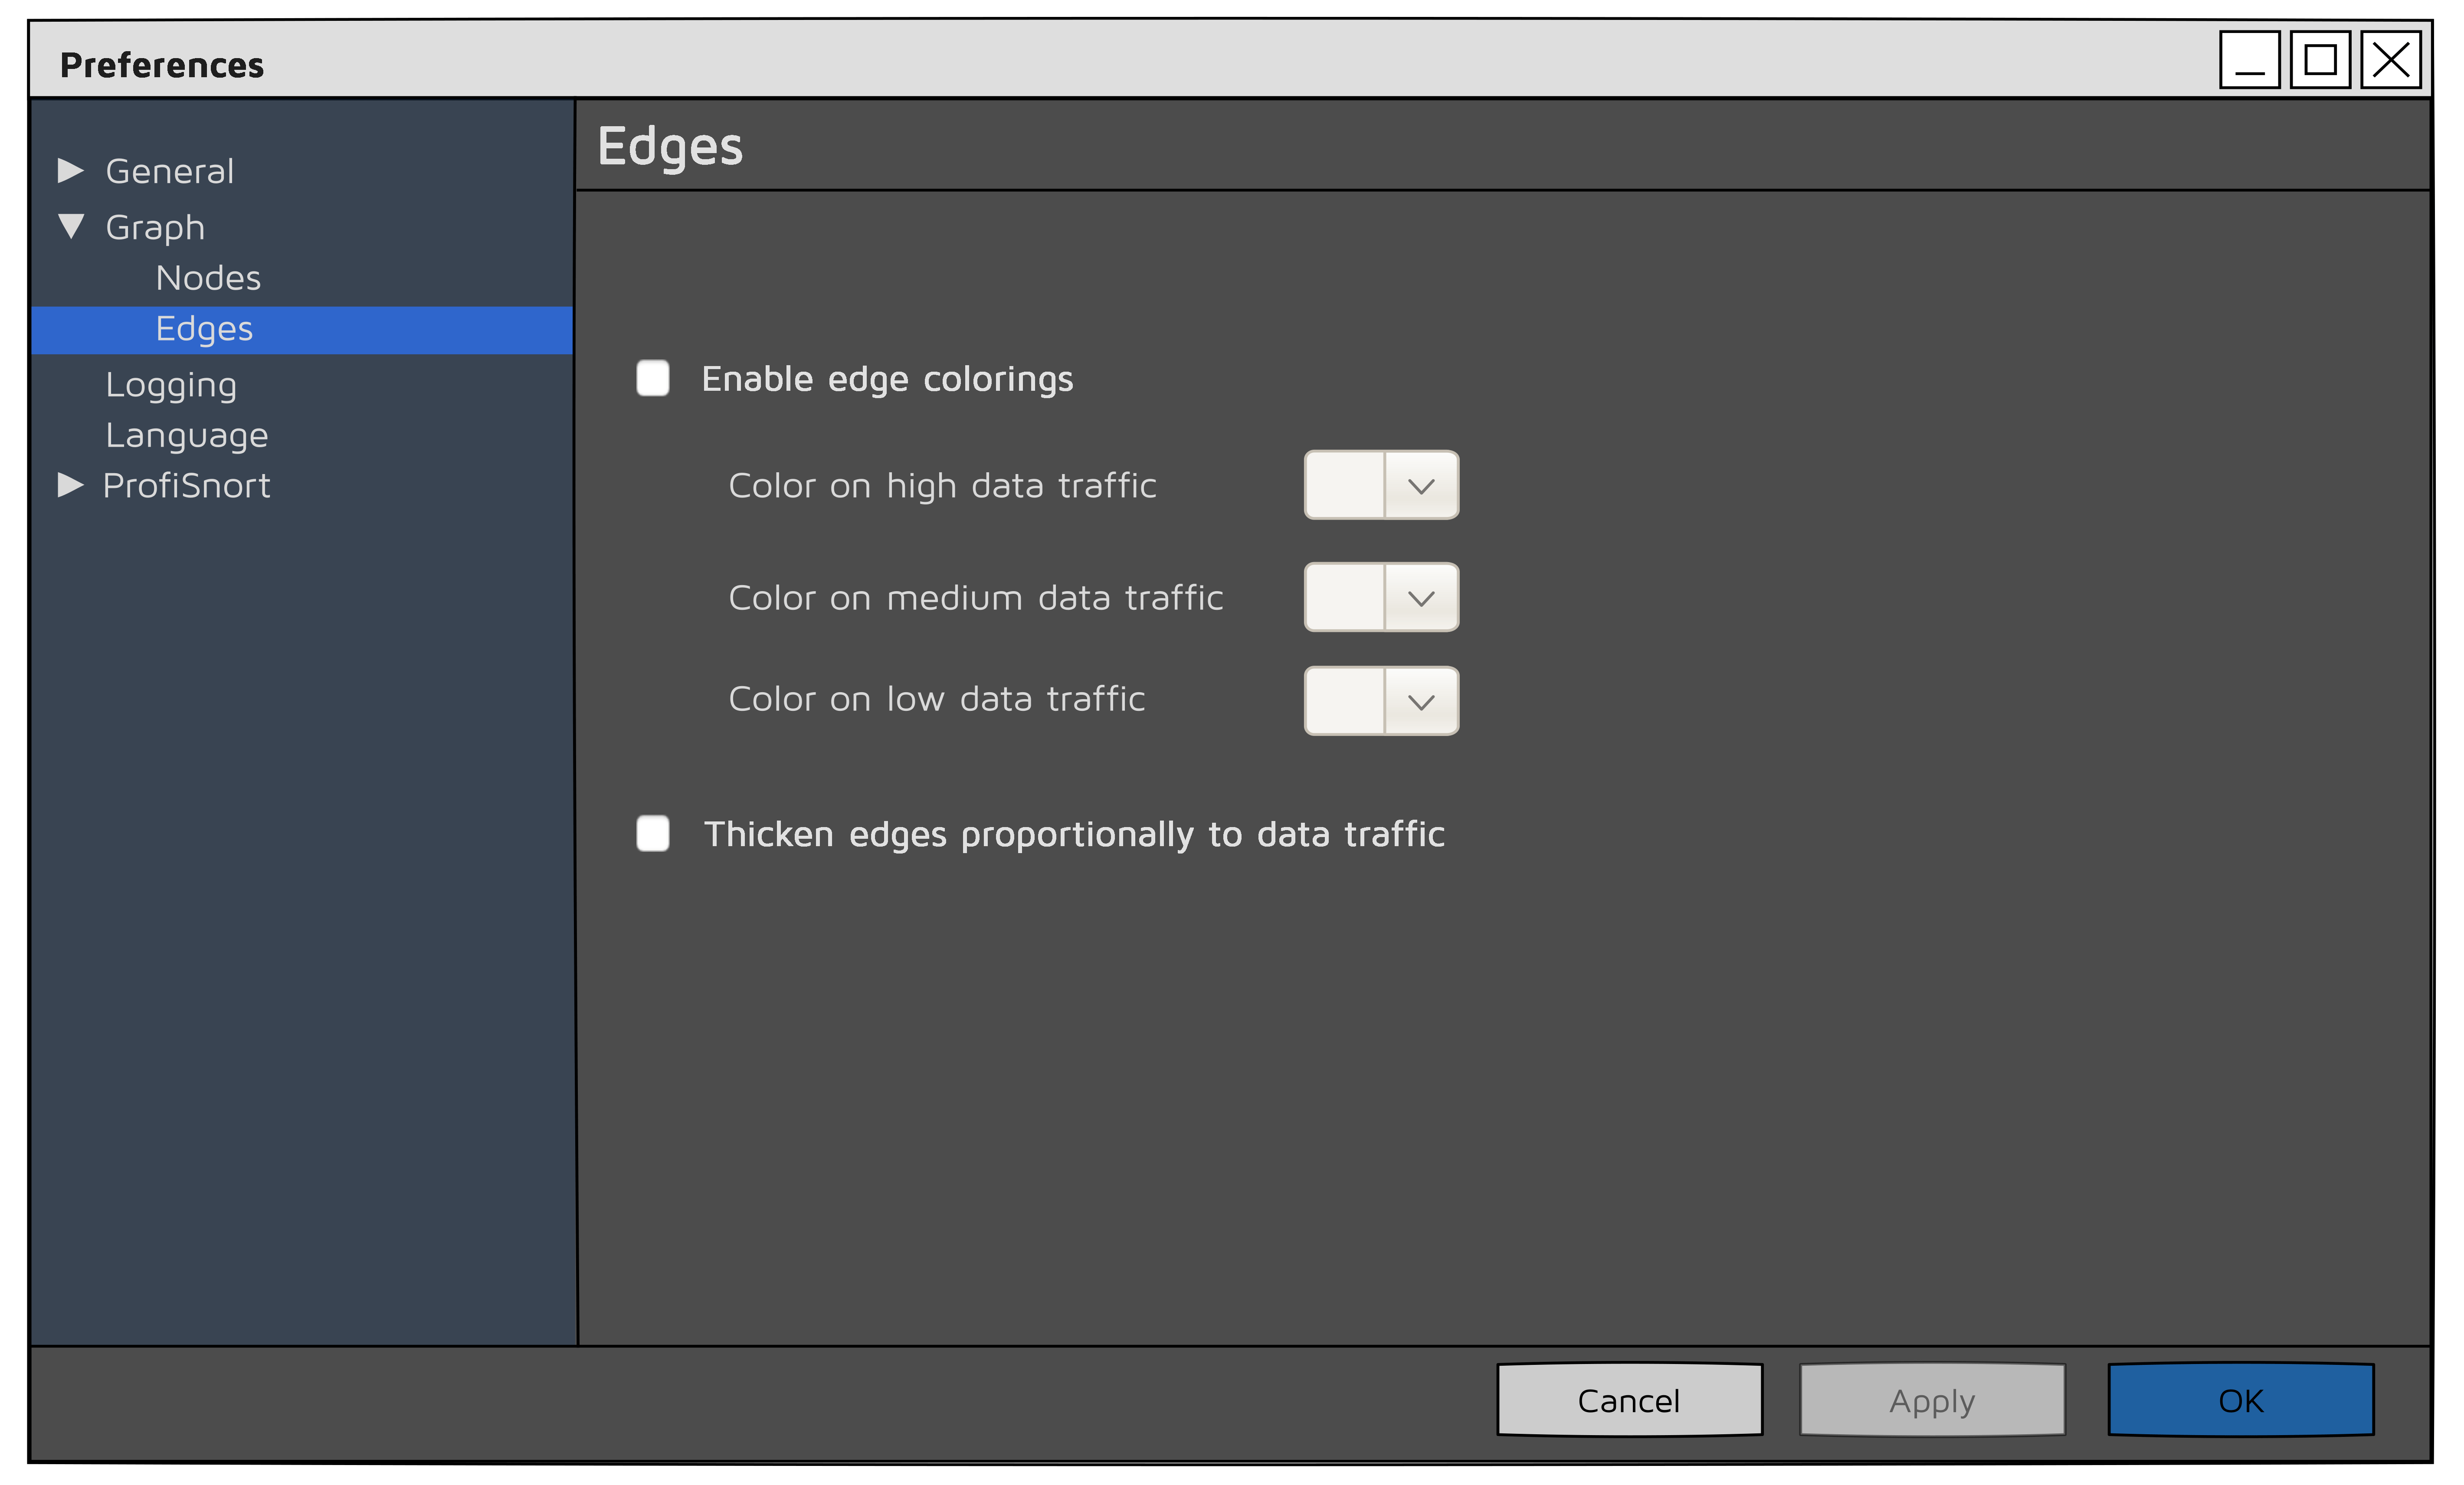 Preferences
General
Graph
Nodes
Edges
Logging
Language
ProfiSnort
Edges
Enable edge colorings
Color on high data traffic
Color on medium data traffic
Color on low data traffic
Thicken edges proportionally to data traffic
Cancel
Apply
OK